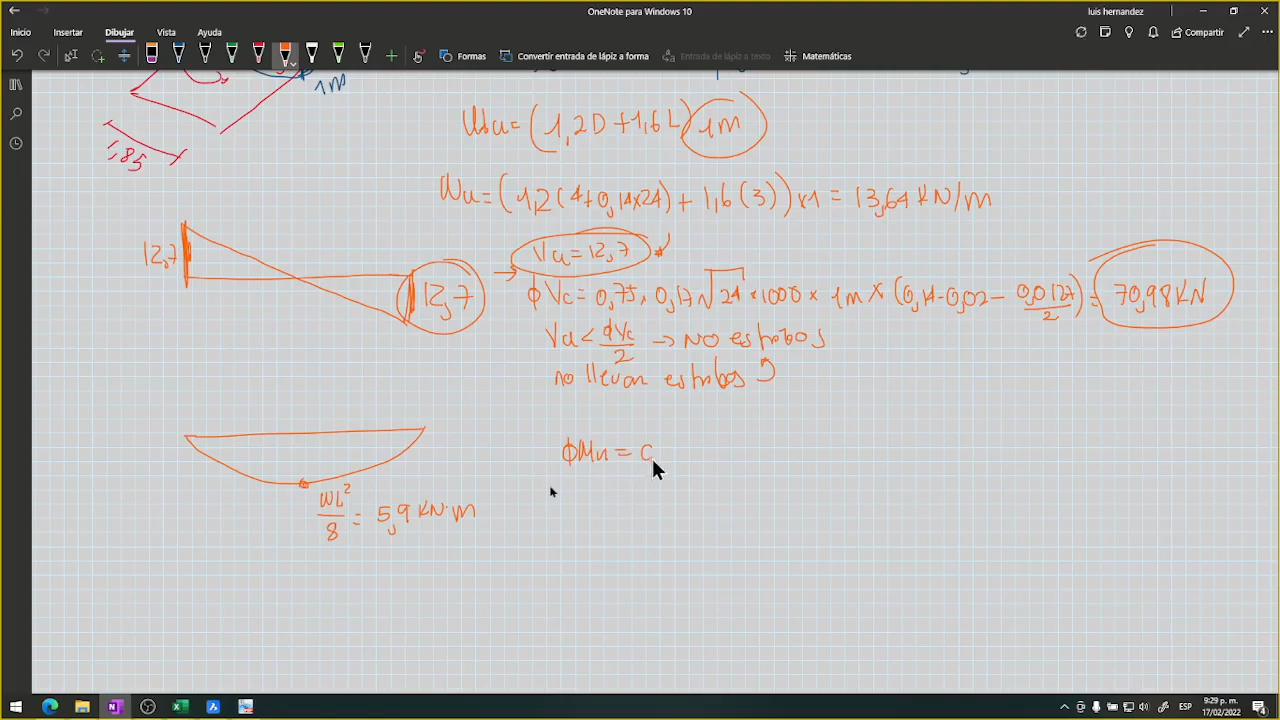 OneNote para Windows 10
luis hernandez
Inicio Insertar Dibujar Vista Ayuda
Compartir
Formas Convertir entrada de lápiz a forma Entrada de lápiz a texto Matemáticas
1m
1,85
Wu = (1,2D + 1,6L) 1m
Wu = (1,2(4+0,14x24) + 1,6(3)) x1 = 13,64 KN/m
12,7
12,7
→ Vu = 12,7
ϕVc = 0,75 x 0,17 √24 * 1000 * 1m x (0,14-0,02 - 0,0127/2) = 70,98 KN
Vu < ϕVc/2 → NO estribos
no llevan estribos
WL²/8 = 5,9 KN·m
ϕMn = C
ESP
9:29 p. m.
17/02/2022
4